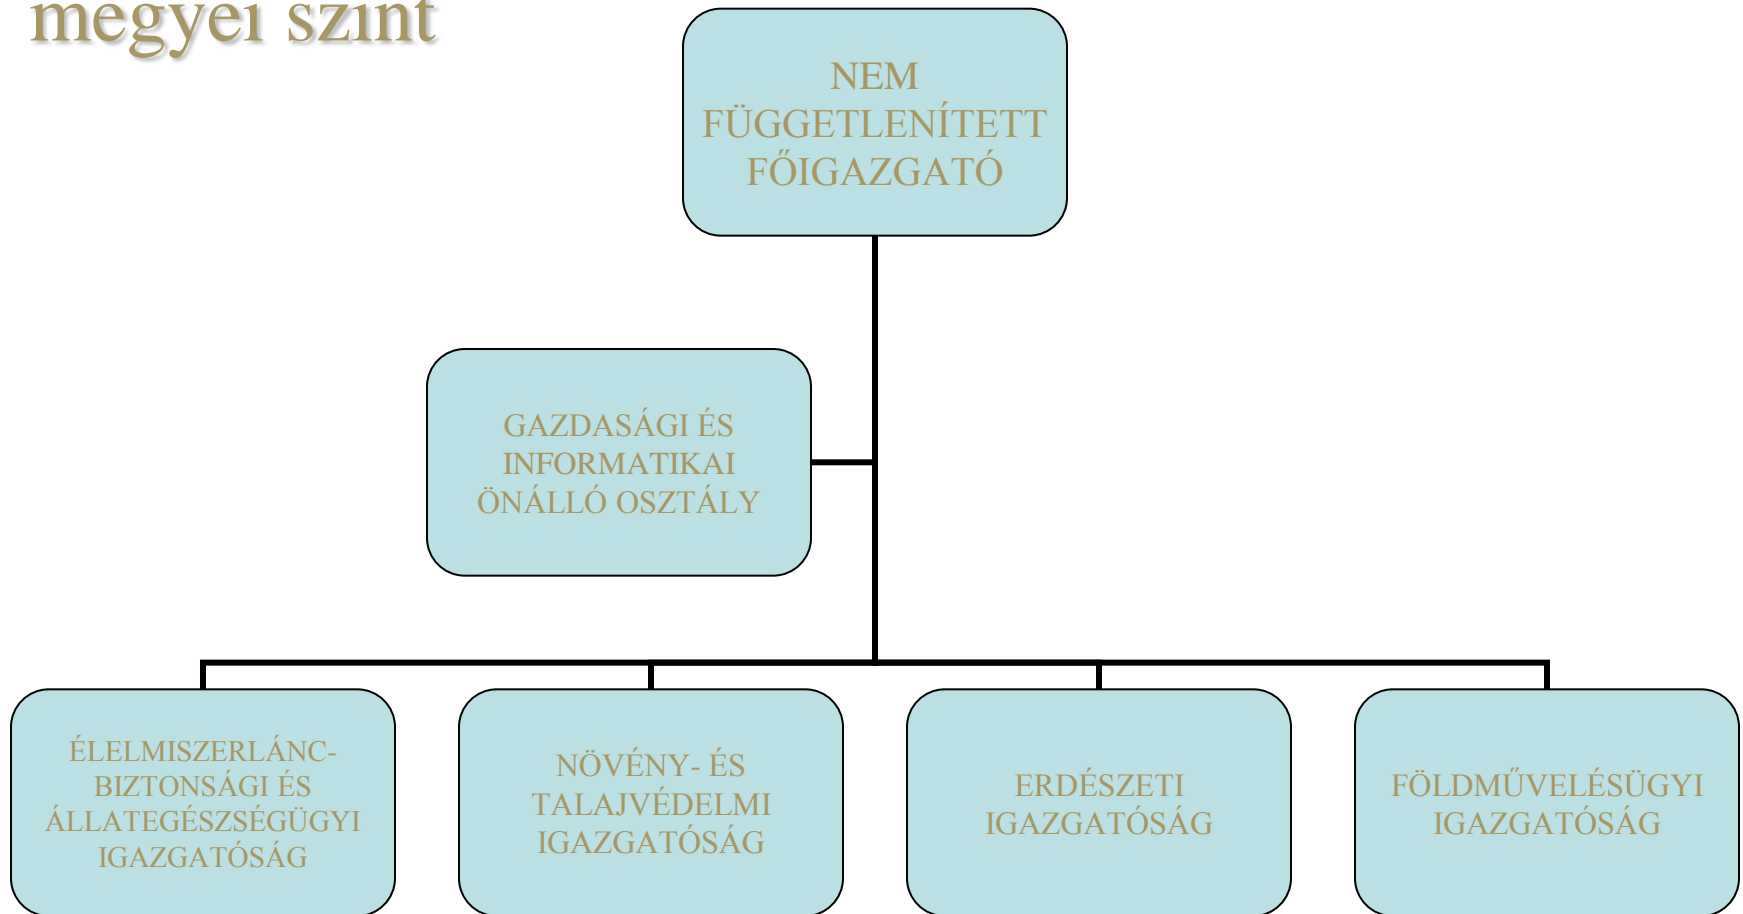 megyei szint
NEM
FÜGGETLENÍTETT
FŐIGAZGATÓ
GAZDASÁGI ÉS
INFORMATIKAI
ÖNÁLLÓ OSZTÁLY
ÉLELMISZERLÁNC-
BIZTONSÁGI ÉS
ÁLLATEGÉSZSÉGÜGYI
IGAZGATÓSÁG
NÖVÉNY- ÉS
TALAJVÉDELMI
IGAZGATÓSÁG
ERDÉSZETI
IGAZGATÓSÁG
FÖLDMŰVELÉSÜGYI
IGAZGATÓSÁG